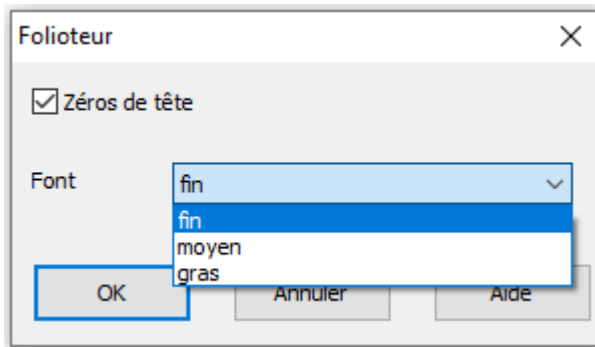 Folioteur
Zéros de tête
Font fin
fin
moyen
gras
OK Annuler Aide